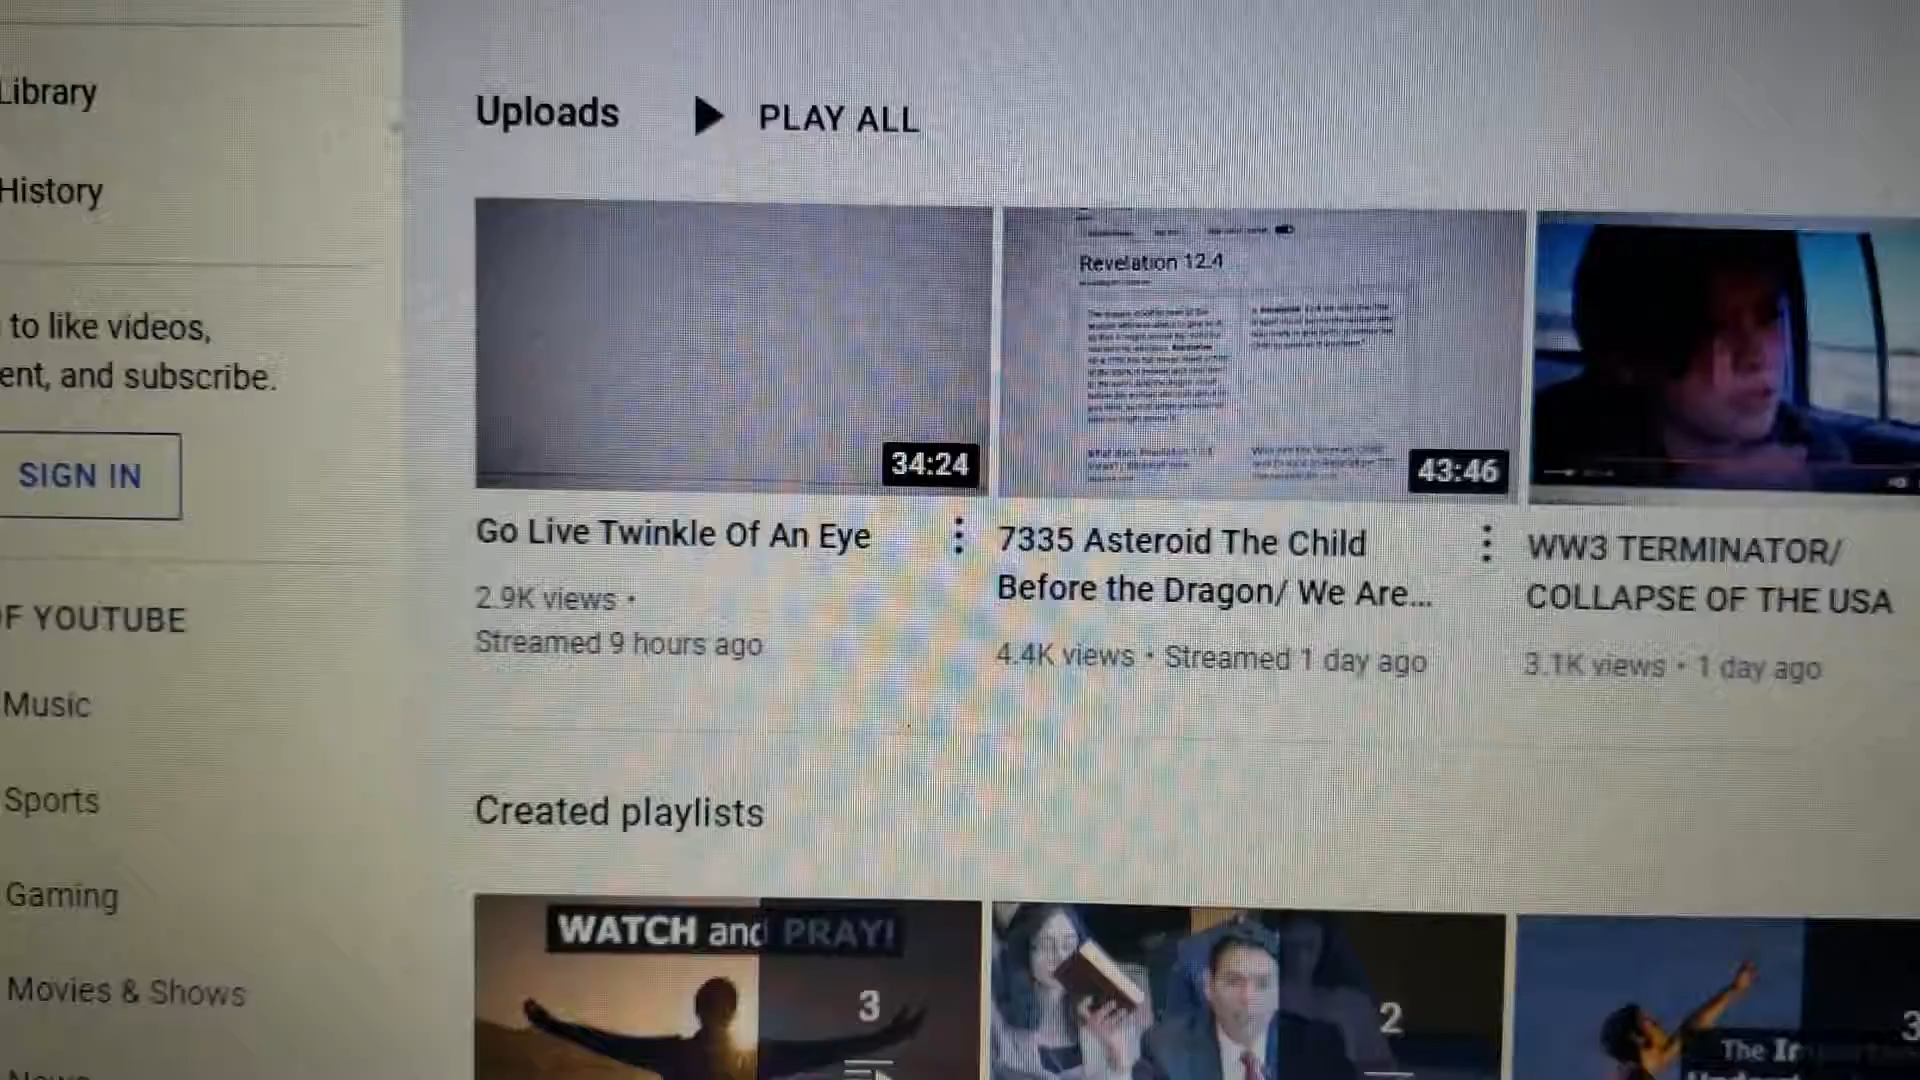 Library
History
to like videos,
ent, and subscribe.
SIGN IN
F YOUTUBE
Music
Sports
Gaming
Movies & Shows
News
Uploads
PLAY ALL
34:24
Go Live Twinkle Of An Eye
2.9K views •
Streamed 9 hours ago
Revelation 12.4
43:46
7335 Asteroid The Child
Before the Dragon/ We Are...
4.4K views • Streamed 1 day ago
WW3 TERMINATOR/
COLLAPSE OF THE USA
3.1K views • 1 day ago
Created playlists
WATCH and PRAY!
3
2
3
The